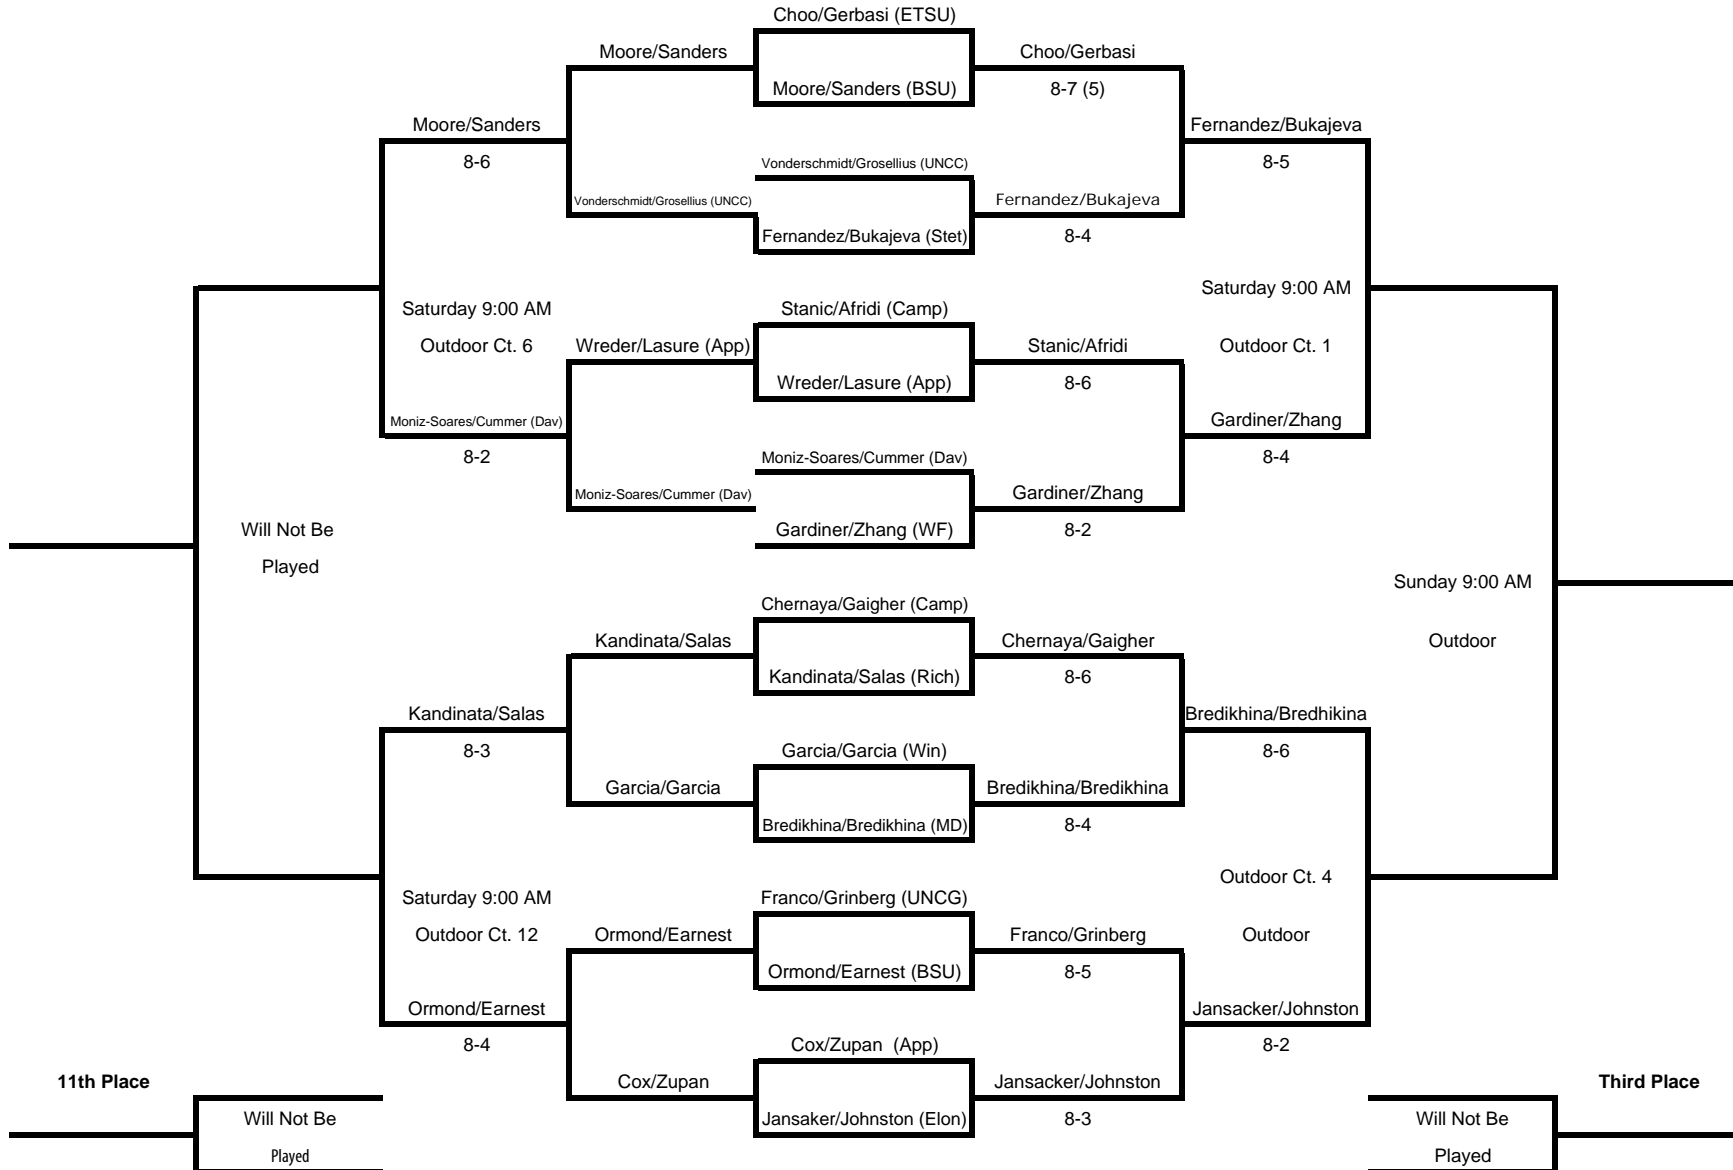 Choo/Gerbasi (ETSU)
Moore/Sanders
Choo/Gerbasi
Moore/Sanders (BSU)
8-7 (5)
Moore/Sanders
Fernandez/Bukajeva
8-6
Vonderschmidt/Grosellius (UNCC)
8-5
Vonderschmidt/Grosellius (UNCC)
Fernandez/Bukajeva
Fernandez/Bukajeva (Stet)
8-4
Saturday 9:00 AM
Saturday 9:00 AM
Stanic/Afridi (Camp)
Outdoor Ct. 6
Wreder/Lasure (App)
Stanic/Afridi
Outdoor Ct. 1
Wreder/Lasure (App)
8-6
Moniz-Soares/Cummer (Dav)
Gardiner/Zhang
8-2
Moniz-Soares/Cummer (Dav)
8-4
Moniz-Soares/Cummer (Dav)
Gardiner/Zhang
Will Not Be
Gardiner/Zhang (WF)
8-2
Played
Sunday 9:00 AM
Chernaya/Gaigher (Camp)
Kandinata/Salas
Chernaya/Gaigher
Outdoor
Kandinata/Salas (Rich)
8-6
Kandinata/Salas
Bredikhina/Bredhikina
8-3
Garcia/Garcia (Win)
8-6
Garcia/Garcia
Bredikhina/Bredikhina
Bredikhina/Bredikhina (MD)
8-4
Outdoor Ct. 4
Saturday 9:00 AM
Franco/Grinberg (UNCG)
Outdoor Ct. 12
Ormond/Earnest
Franco/Grinberg
Outdoor
Ormond/Earnest (BSU)
8-5
Ormond/Earnest
Jansacker/Johnston
8-4
Cox/Zupan (App)
8-2
11th Place
Cox/Zupan
Jansacker/Johnston
Third Place
Will Not Be
Jansaker/Johnston (Elon)
8-3
Will Not Be
Played
Played